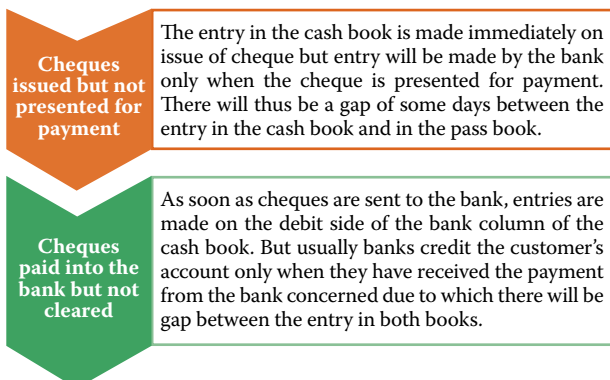 Cheques
issued but not
presented for
payment
The entry in the cash book is made immediately on
issue of cheque but entry will be made by the bank
only when the cheque is presented for payment.
There will thus be a gap of some days between the
entry in the cash book and in the pass book.
Cheques
paid into the
bank but not
cleared
As soon as cheques are sent to the bank, entries are
made on the debit side of the bank column of the
cash book. But usually banks credit the customer's
account only when they have received the payment
from the bank concerned due to which there will be
gap between the entry in both books.